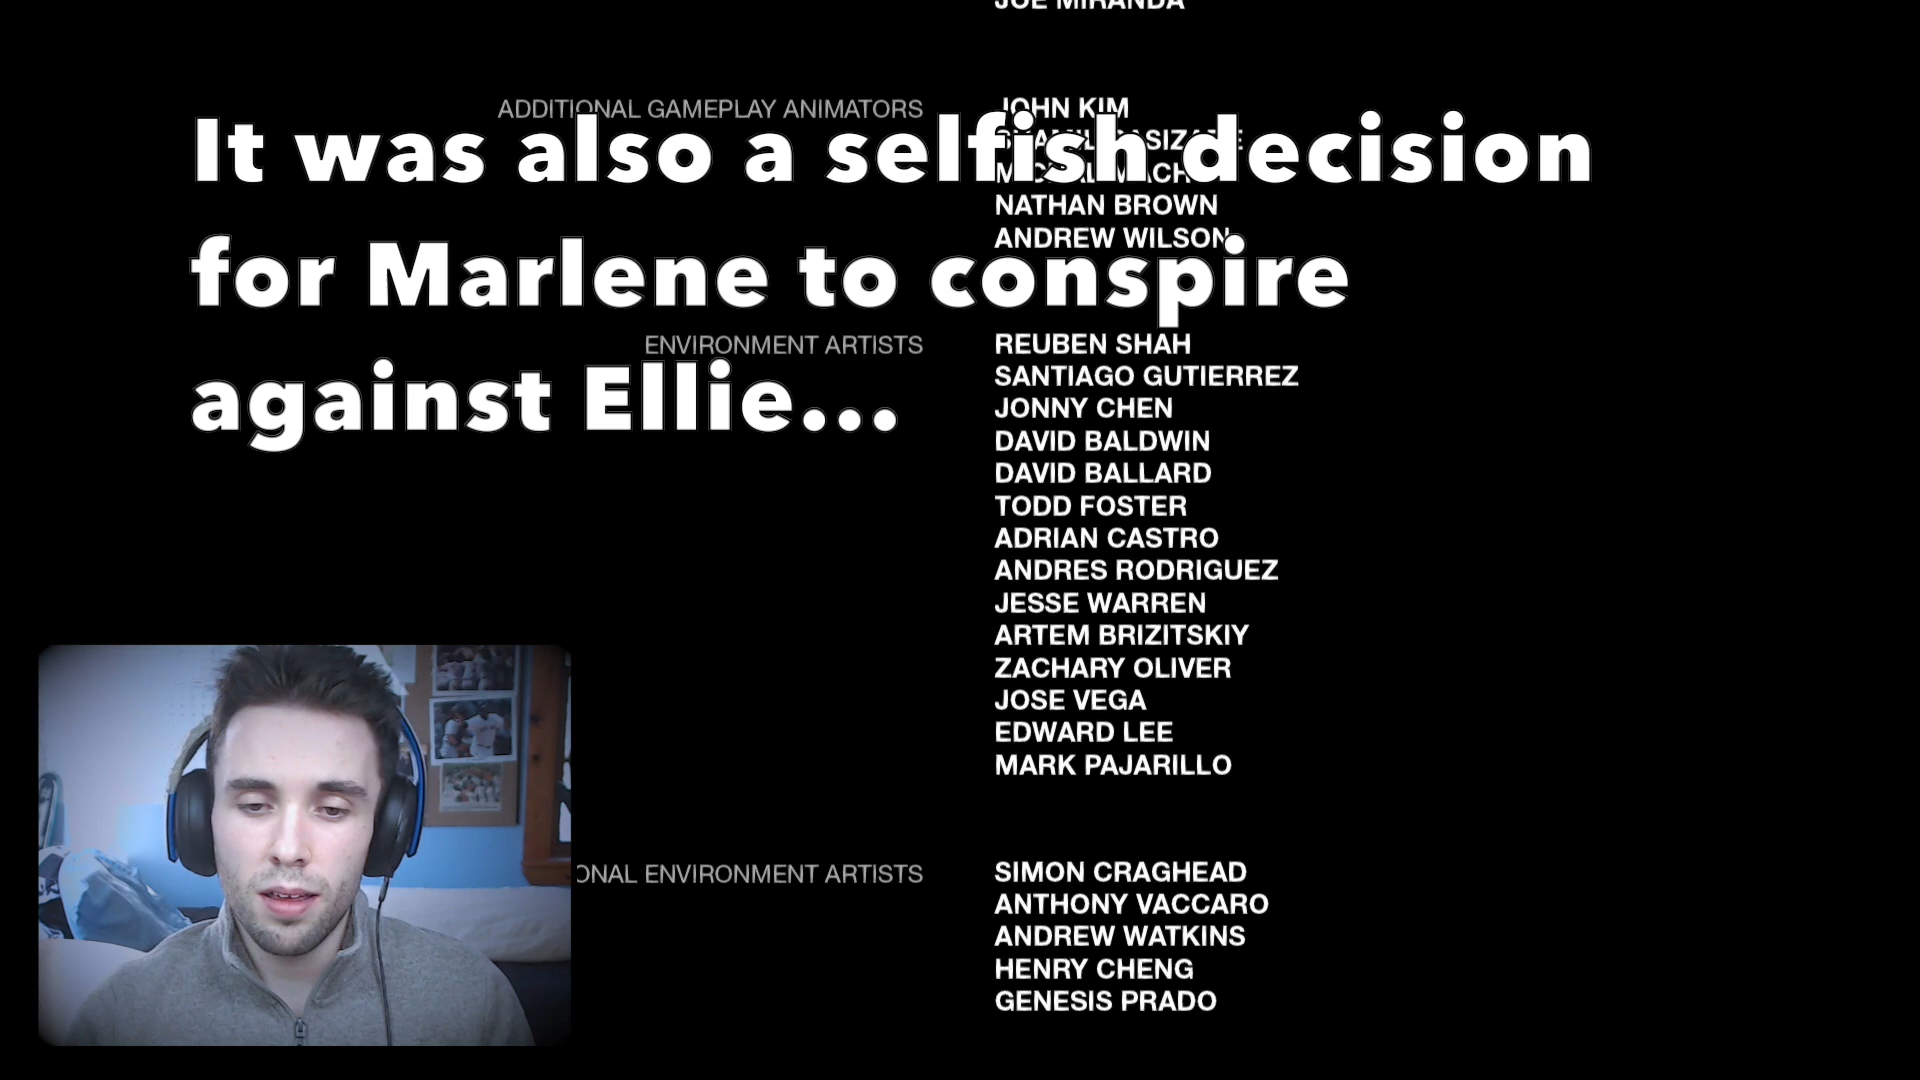 JOE MIRANDA
ADDITIONAL GAMEPLAY ANIMATORS
JOHN KIM
It was also a selfish decision
NATHAN BROWN
ANDREW WILSON
for Marlene to conspire
ENVIRONMENT ARTISTS
REUBEN SHAH
SANTIAGO GUTIERREZ
against Ellie...
JONNY CHEN
DAVID BALDWIN
DAVID BALLARD
TODD FOSTER
ADRIAN CASTRO
ANDRES RODRIGUEZ
JESSE WARREN
ARTEM BRIZITSKIY
ZACHARY OLIVER
JOSE VEGA
EDWARD LEE
MARK PAJARILLO
ONAL ENVIRONMENT ARTISTS
SIMON CRAGHEAD
ANTHONY VACCARO
ANDREW WATKINS
HENRY CHENG
GENESIS PRADO